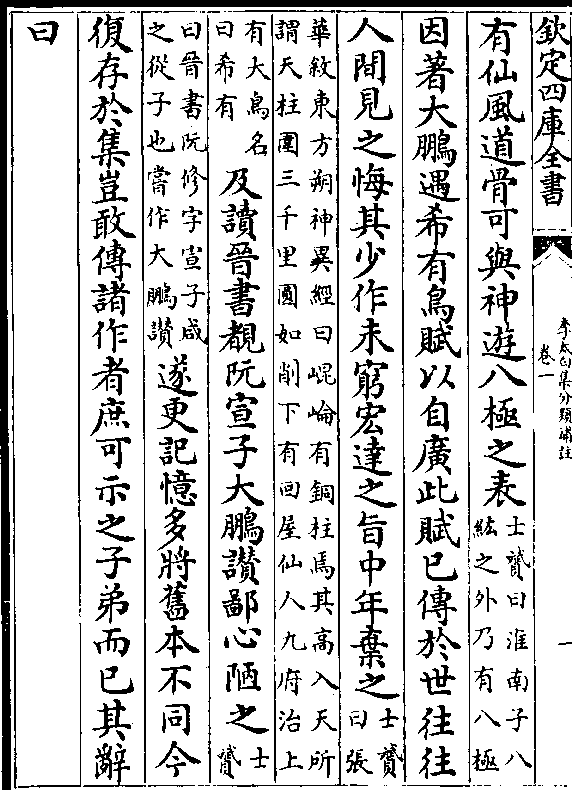 欽定四庫全書
李太白集分類補註
卷一
一
有仙風道骨可與神遊八極之表
士贇曰淮南子八
紘之外乃有八極
因著大鵬遇希有鳥賦以自廣此賦已傳於世往往
人間見之悔其少作未窮宏達之旨中年棄之
士贇
曰張
華紋東方朔神異經曰崐崘有銅柱焉其高入天所
謂天柱圍三千里圓如削下有回屋仙人九府治上
有大鳥名
曰希有
及讀晉書覩阮宣子大鵬讚鄙心陋之
士
贇
曰晉書阮修字宣子咸
之從子也嘗作大鵬讚
遂更記憶多將舊本不同今
復存於集豈敢傳諸作者庶可示之子弟而已其辭
曰